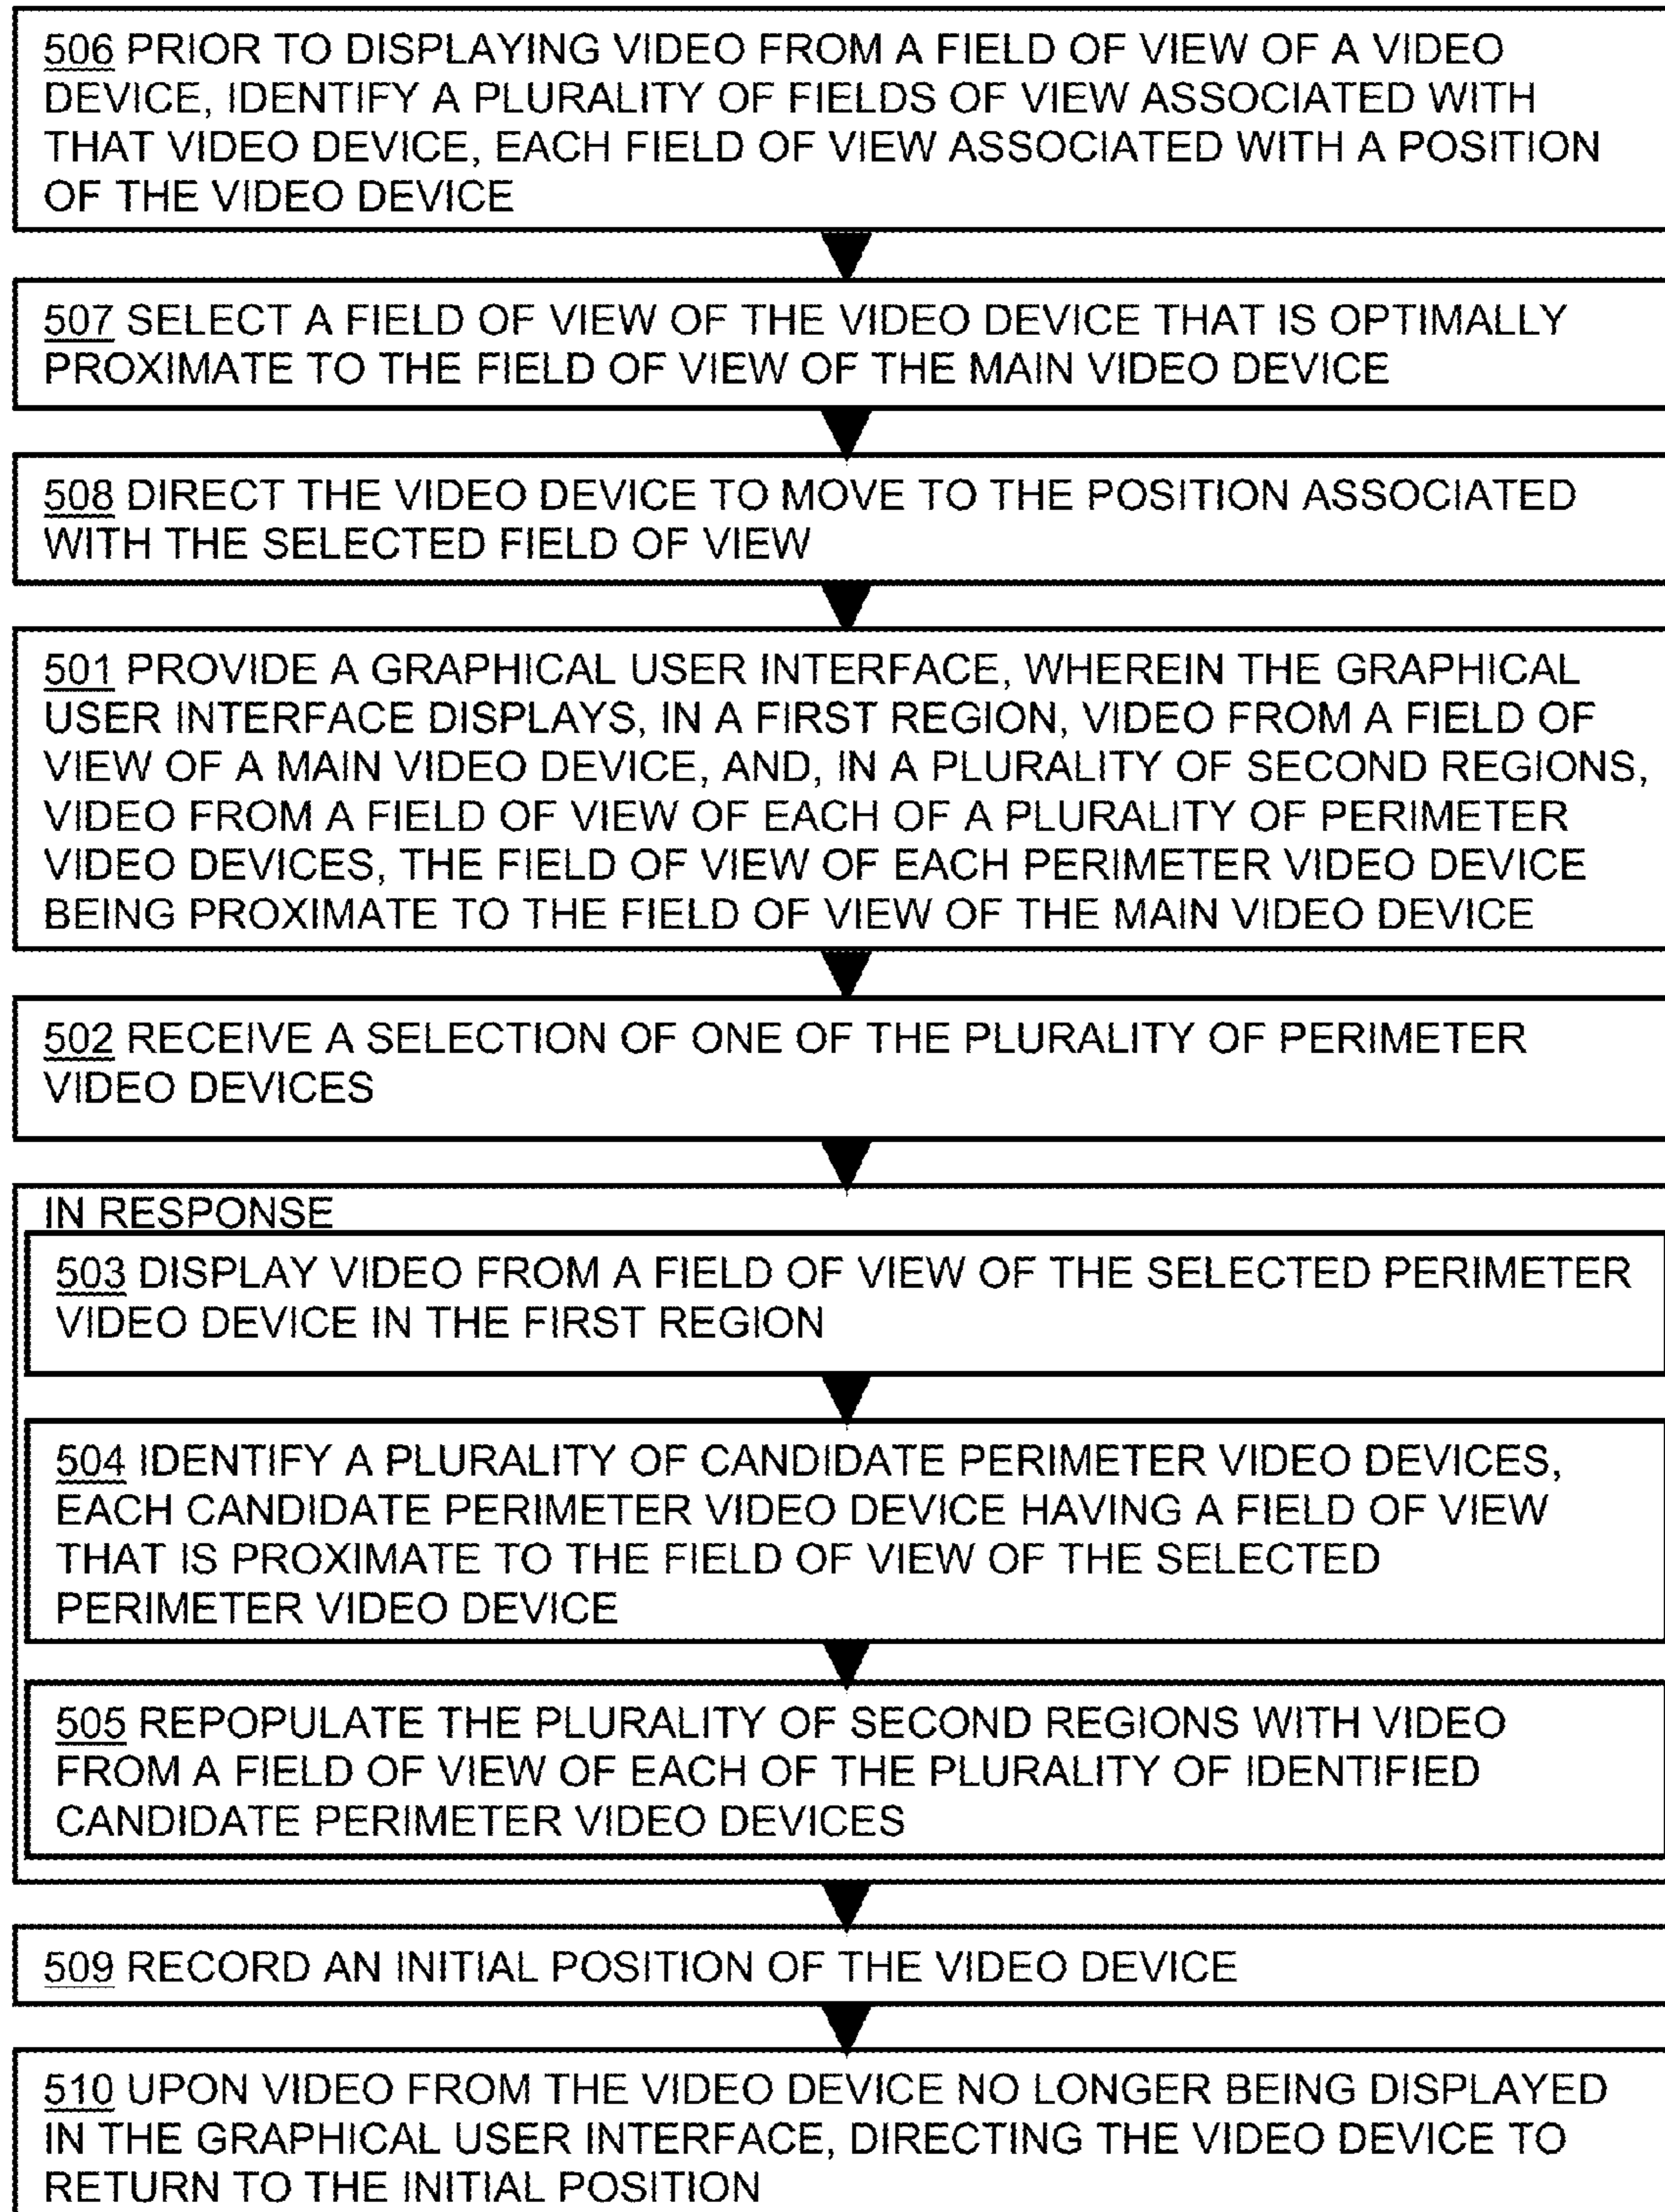 506 PRIOR TO DISPLAYING VIDEO FROM A FIELD OF VIEW OF A VIDEO
DEVICE, IDENTIFY A PLURALITY OF FIELDS OF VIEW ASSOCIATED WITH
THAT VIDEO DEVICE, EACH FIELD OF VIEW ASSOCIATED WITH A POSITION
OF THE VIDEO DEVICE
507 SELECT A FIELD OF VIEW OF THE VIDEO DEVICE THAT IS OPTIMALLY
PROXIMATE TO THE FIELD OF VIEW OF THE MAIN VIDEO DEVICE
508 DIRECT THE VIDEO DEVICE TO MOVE TO THE POSITION ASSOCIATED
WITH THE SELECTED FIELD OF VIEW
501 PROVIDE A GRAPHICAL USER INTERFACE, WHEREIN THE GRAPHICAL
USER INTERFACE DISPLAYS, IN A FIRST REGION, VIDEO FROM A FIELD OF
VIEW OF A MAIN VIDEO DEVICE, AND, IN A PLURALITY OF SECOND REGIONS,
VIDEO FROM A FIELD OF VIEW OF EACH OF A PLURALITY OF PERIMETER
VIDEO DEVICES, THE FIELD OF VIEW OF EACH PERIMETER VIDEO DEVICE
BEING PROXIMATE TO THE FIELD OF VIEW OF THE MAIN VIDEO DEVICE
502 RECEIVE A SELECTION OF ONE OF THE PLURALITY OF PERIMETER
VIDEO DEVICES
IN RESPONSE
503 DISPLAY VIDEO FROM A FIELD OF VIEW OF THE SELECTED PERIMETER
VIDEO DEVICE IN THE FIRST REGION
504 IDENTIFY A PLURALITY OF CANDIDATE PERIMETER VIDEO DEVICES,
EACH CANDIDATE PERIMETER VIDEO DEVICE HAVING A FIELD OF VIEW
THAT IS PROXIMATE TO THE FIELD OF VIEW OF THE SELECTED
PERIMETER VIDEO DEVICE
505 REPOPULATE THE PLURALITY OF SECOND REGIONS WITH VIDEO
FROM A FIELD OF VIEW OF EACH OF THE PLURALITY OF IDENTIFIED
CANDIDATE PERIMETER VIDEO DEVICES
509 RECORD AN INITIAL POSITION OF THE VIDEO DEVICE
510 UPON VIDEO FROM THE VIDEO DEVICE NO LONGER BEING DISPLAYED
IN THE GRAPHICAL USER INTERFACE, DIRECTING THE VIDEO DEVICE TO
RETURN TO THE INITIAL POSITION